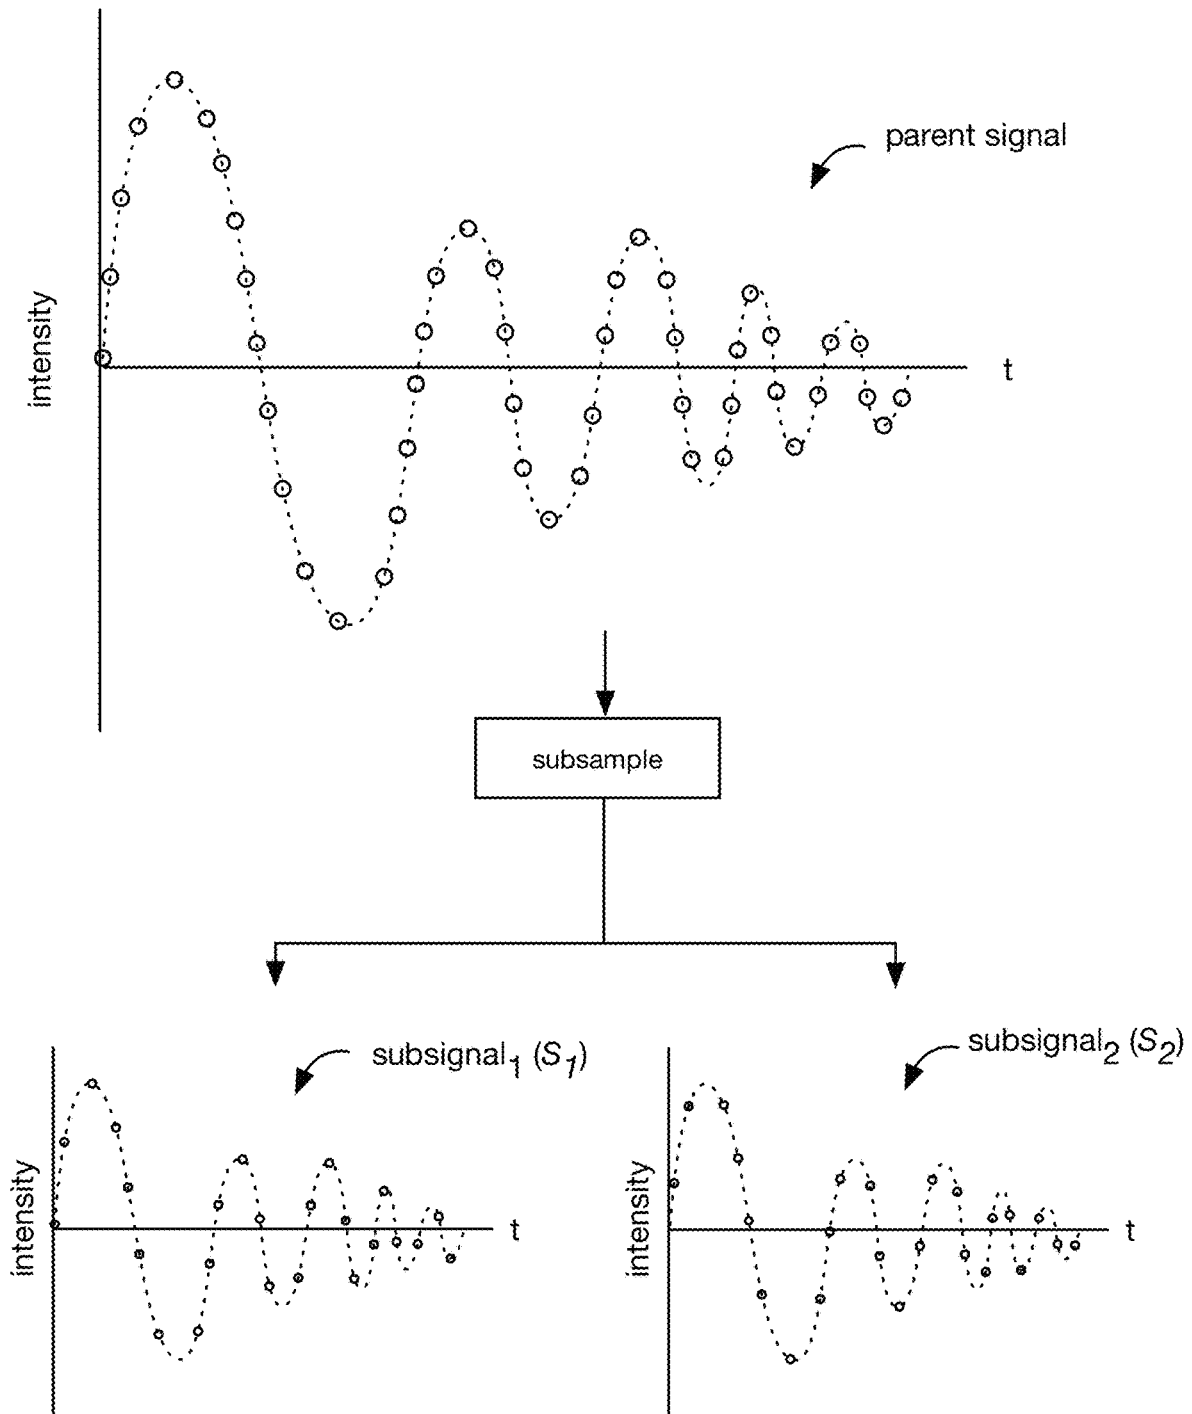 parent signal
intensity
t
subsample
subsignal1 (S1)
subsignal2 (S2)
intensity
t
intensity
t